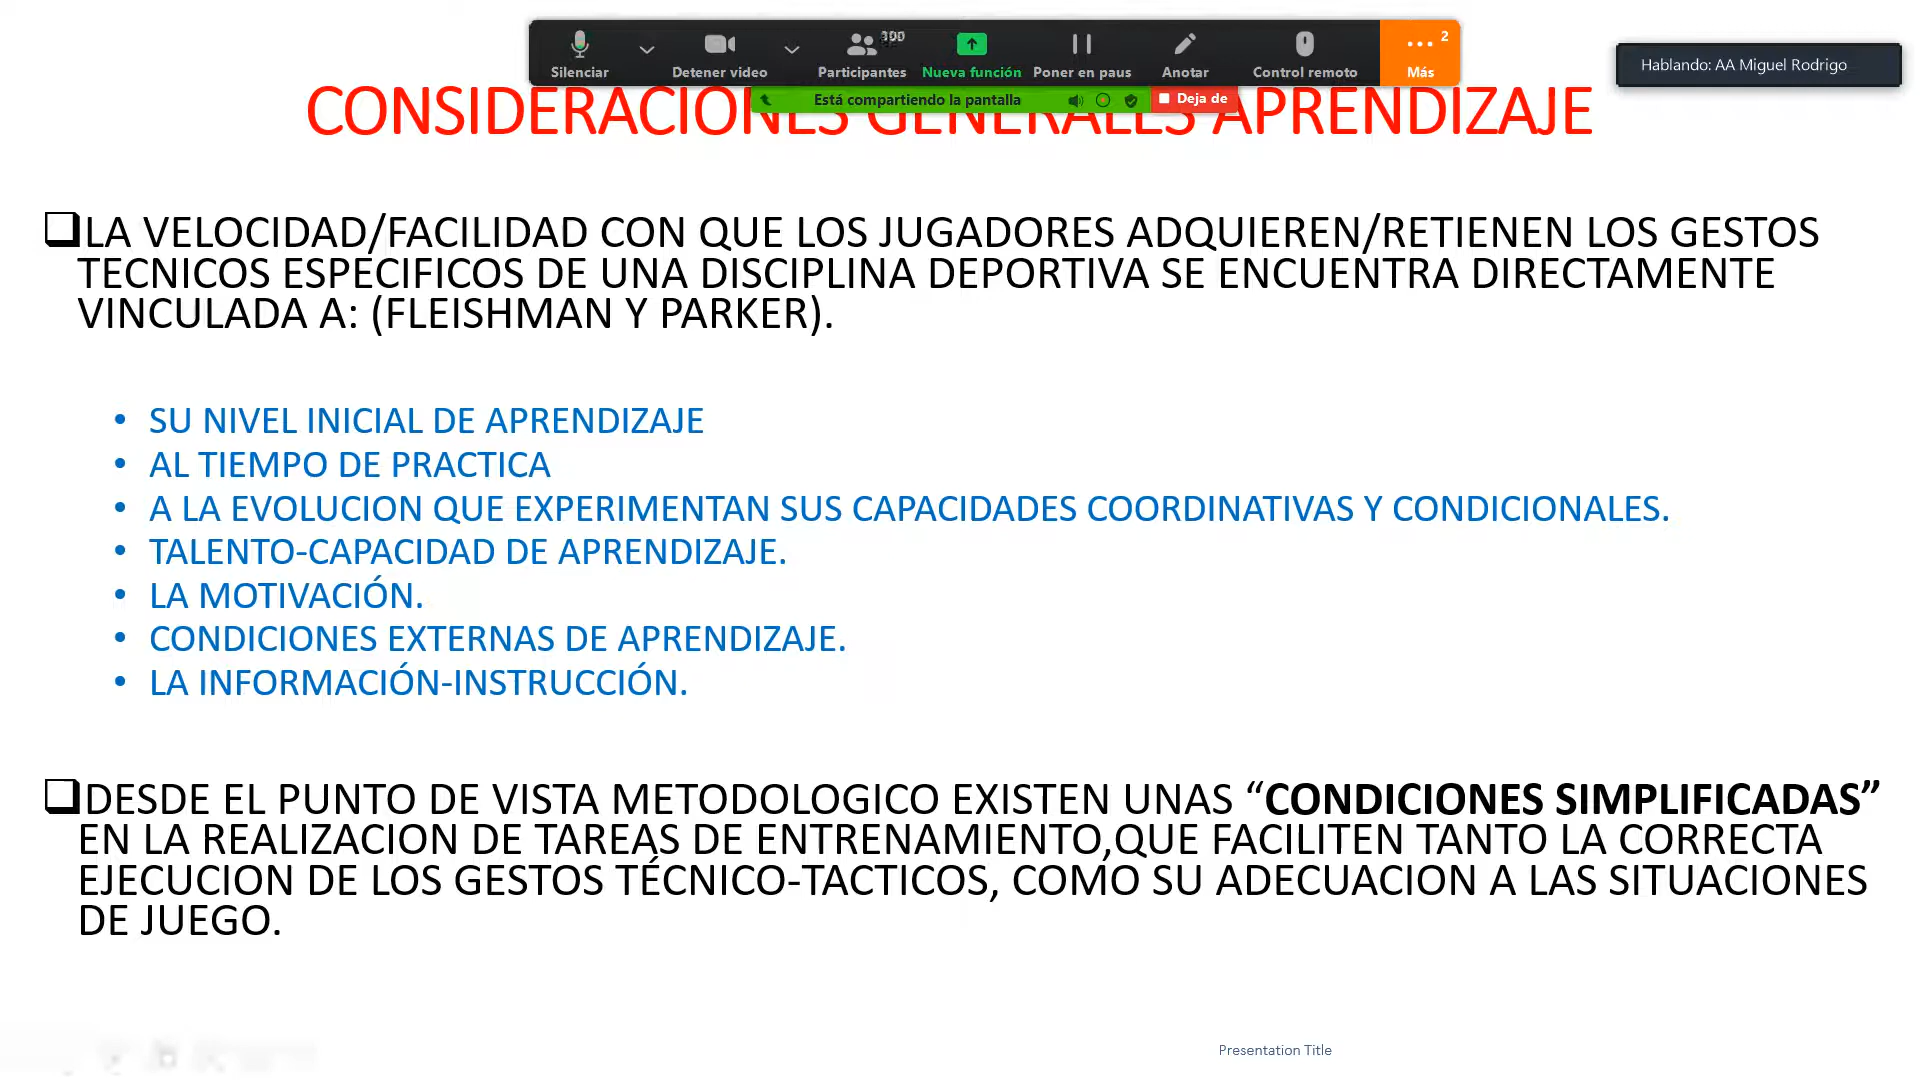 Silenciar
Detener video
300
Participantes
Nueva función
Poner en paus
Anotar
Control remoto
2
Más
Hablando: AA Miguel Rodrigo
Está compartiendo la pantalla
Deja de
CONSIDERACIONES GENERALES APRENDIZAJE
LA VELOCIDAD/FACILIDAD CON QUE LOS JUGADORES ADQUIEREN/RETIENEN LOS GESTOS
TECNICOS ESPECIFICOS DE UNA DISCIPLINA DEPORTIVA SE ENCUENTRA DIRECTAMENTE
VINCULADA A: (FLEISHMAN Y PARKER).
• SU NIVEL INICIAL DE APRENDIZAJE
• AL TIEMPO DE PRACTICA
• A LA EVOLUCION QUE EXPERIMENTAN SUS CAPACIDADES COORDINATIVAS Y CONDICIONALES.
• TALENTO-CAPACIDAD DE APRENDIZAJE.
• LA MOTIVACIÓN.
• CONDICIONES EXTERNAS DE APRENDIZAJE.
• LA INFORMACIÓN-INSTRUCCIÓN.
DESDE EL PUNTO DE VISTA METODOLOGICO EXISTEN UNAS “CONDICIONES SIMPLIFICADAS”
EN LA REALIZACION DE TAREAS DE ENTRENAMIENTO,QUE FACILITEN TANTO LA CORRECTA
EJECUCION DE LOS GESTOS TÉCNICO-TACTICOS, COMO SU ADECUACION A LAS SITUACIONES
DE JUEGO.
Presentation Title